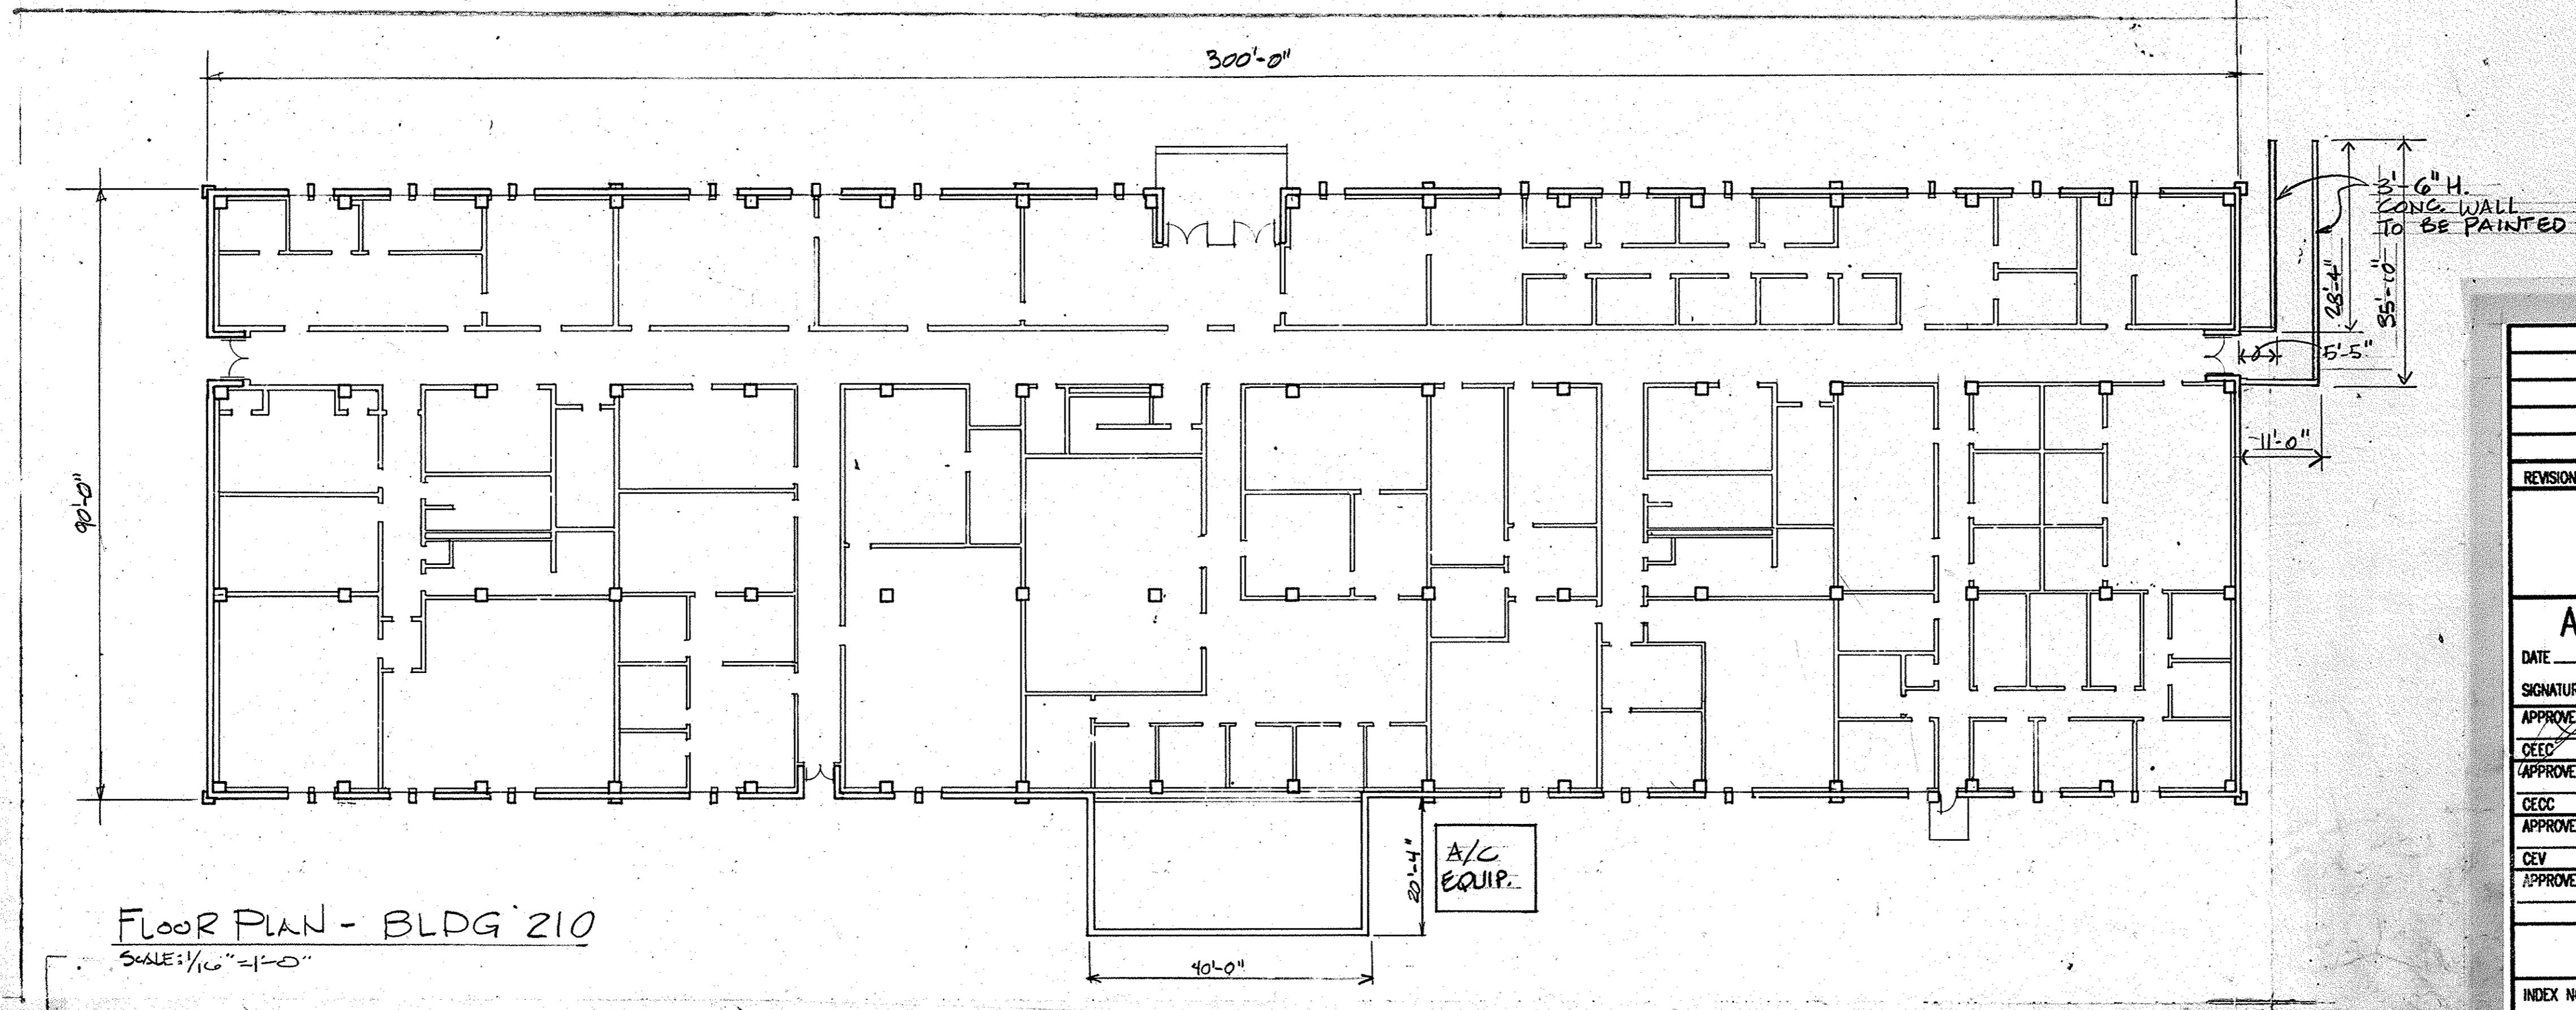 300'-0"
3'-6" H.
CONC. WALL
TO BE PAINTED
28'-4"
35'-10"
5'-5"
11'-0"
90'-0"
20'-4"
A/C
EQUIP.
40'-0"
FLOOR PLAN - BLDG 210
SCALE: 1/16" = 1'-0"
REVISION
A
DATE
SIGNATUR
APPROVE
CEEC
APPROVE
CECC
APPROVE
CEV
APPROVE
INDEX N